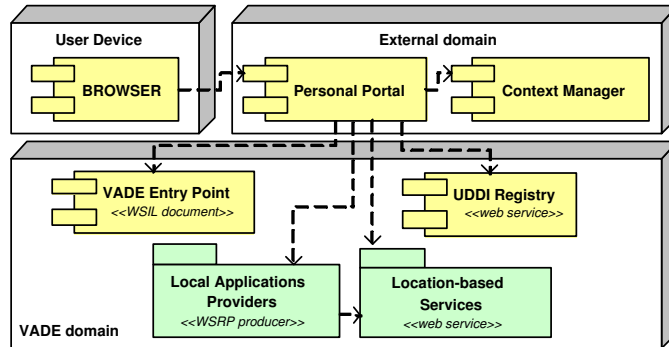 User Device
External domain
BROWSER
Personal Portal
Context Manager
VADE Entry Point
<<WSIL document>>
UDDI Registry
<<web service>>
Local Applications
Providers
<<WSRP producer>>
Location-based
Services
<<web service>>
VADE domain